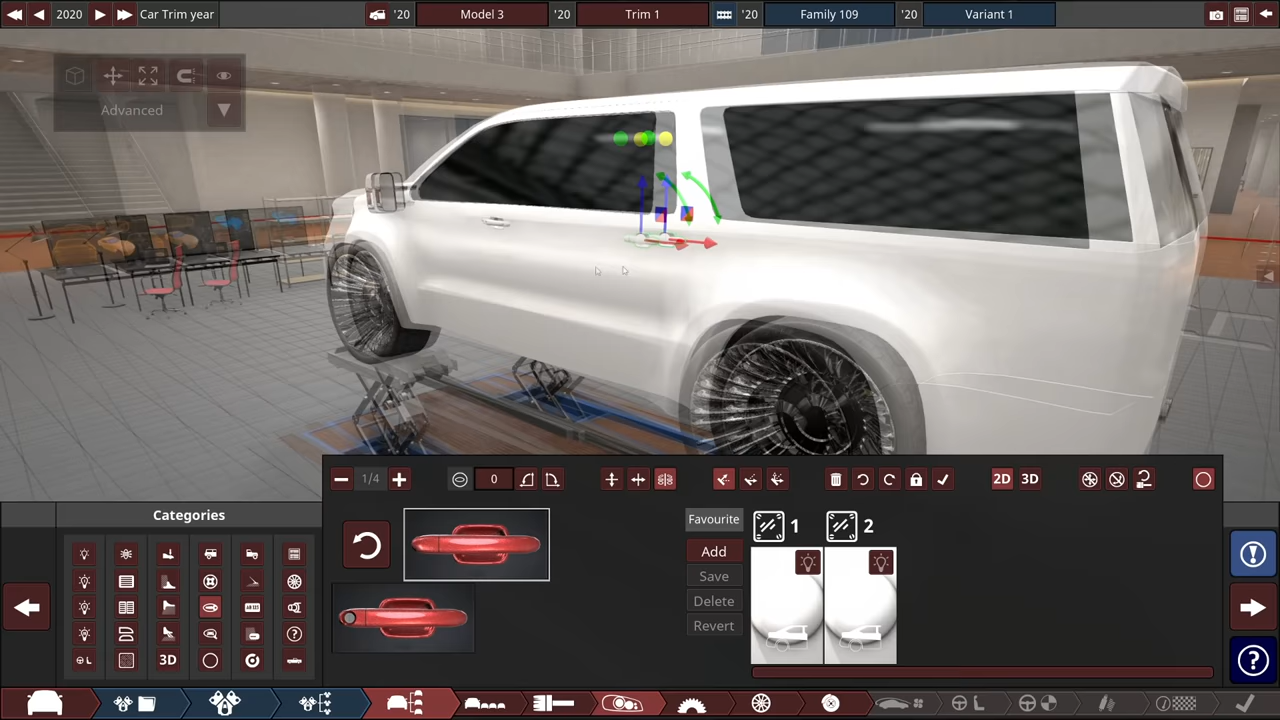 2020 Car Trim year '20 Model 3 '20 Trim 1 '20 Family 109 '20 Variant 1
Advanced
1/4 0 2D 3D
Categories
Favourite 1 2
Add
Save
Delete
Revert
L 3D
?